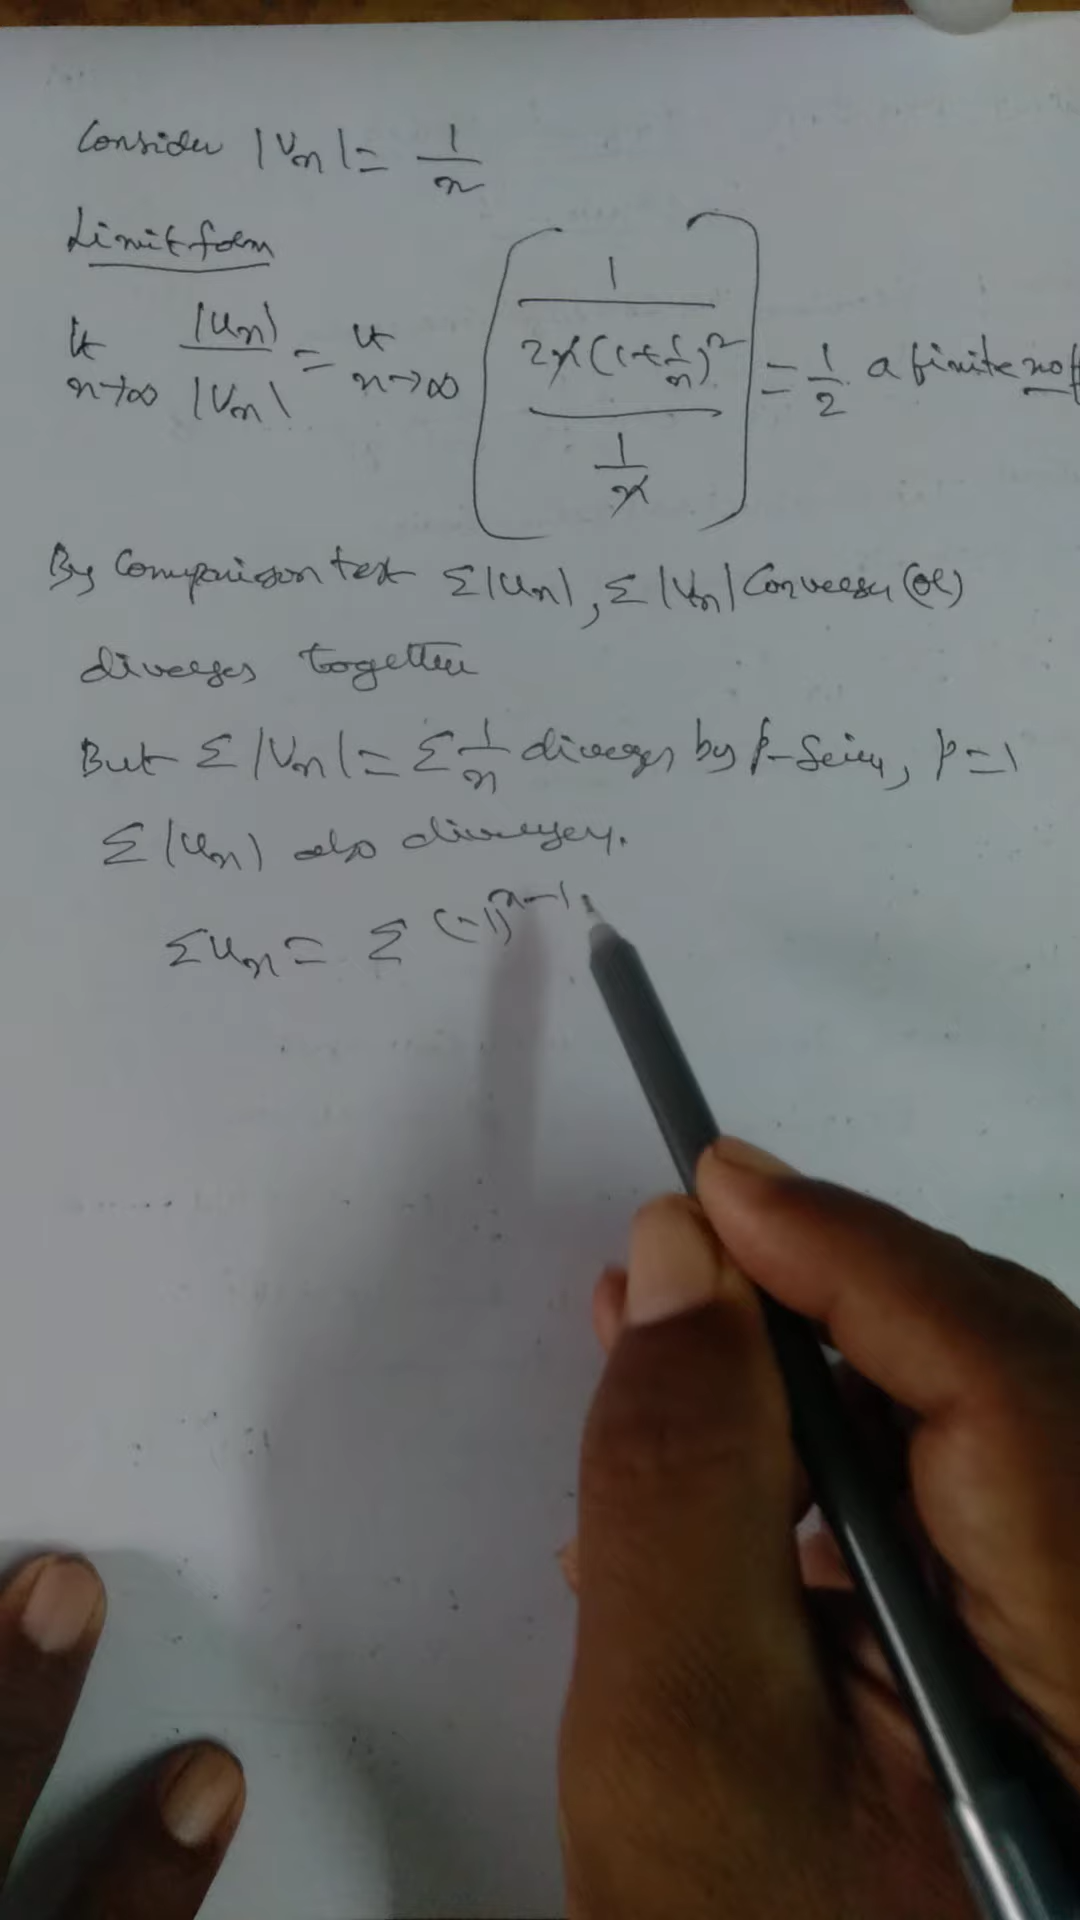 Consider |Vn| = 1/n
Limit form
lt n→∞ |un|/|vn| = lt n→∞ [ 1/(2n(1+1/n)²) / (1/n) ] = 1/2. a finite no
By Comparison test Σ|un|, Σ|vn| Converges (or)
diverges together
But Σ|vn| = Σ 1/n diverges by p-Series, p=1
Σ|un| also diverges.
Σun = Σ (-1)^n-1